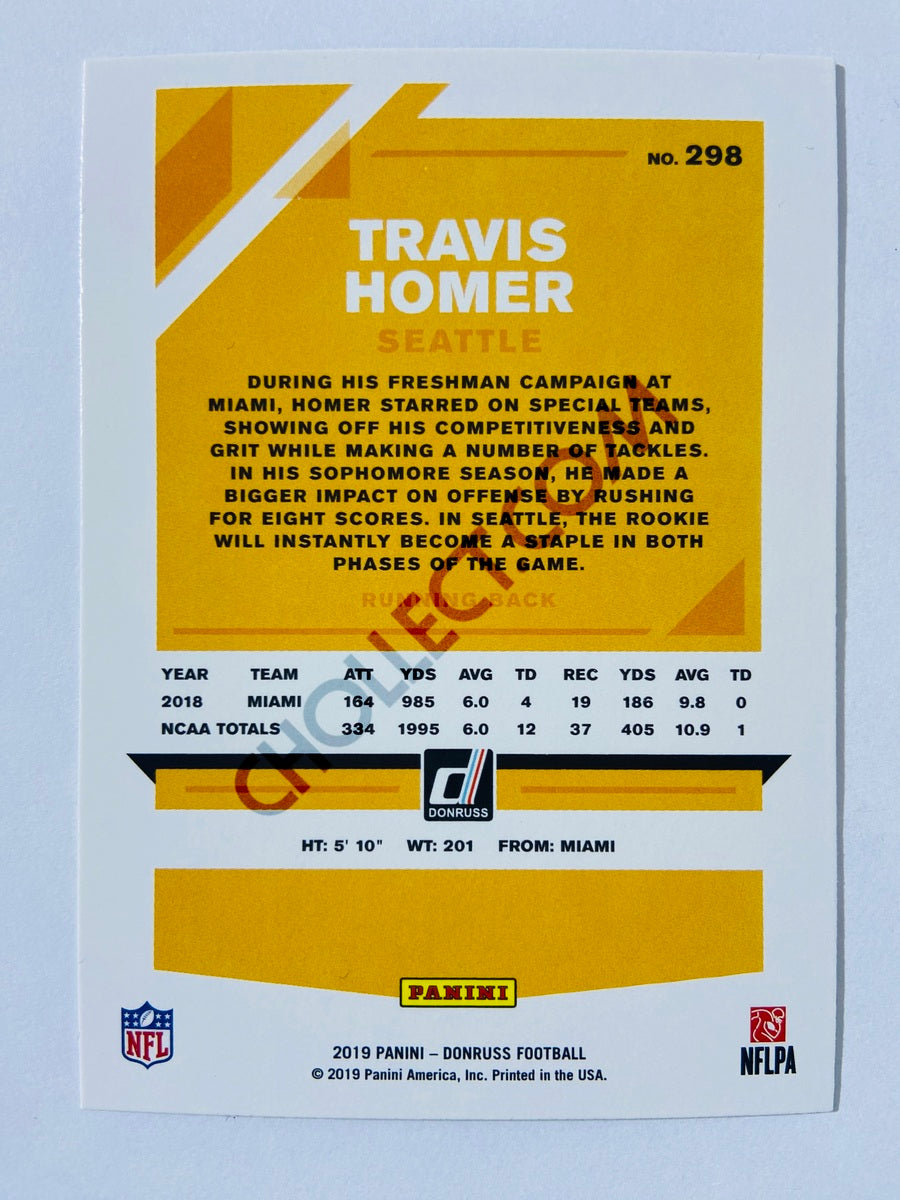 NO. 298
TRAVIS
HOMER
SEATTLE
DURING HIS FRESHMAN CAMPAIGN AT
MIAMI, HOMER STARRED ON SPECIAL TEAMS,
SHOWING OFF HIS COMPETITIVENESS AND
GRIT WHILE MAKING A NUMBER OF TACKLES.
IN HIS SOPHOMORE SEASON, HE MADE A
BIGGER IMPACT ON OFFENSE BY RUSHING
FOR EIGHT SCORES. IN SEATTLE, THE ROOKIE
WILL INSTANTLY BECOME A STAPLE IN BOTH
PHASES OF THE GAME.
RUNNING BACK
CHOLLECT.COM
YEAR TEAM ATT YDS AVG TD REC YDS AVG TD
2018 MIAMI 164 985 6.0 4 19 186 9.8 0
NCAA TOTALS 334 1995 6.0 12 37 405 10.9 1
d
DONRUSS
HT: 5' 10" WT: 201 FROM: MIAMI
PANINI
NFL
NFLPA
2019 PANINI – DONRUSS FOOTBALL
© 2019 Panini America, Inc. Printed in the USA.